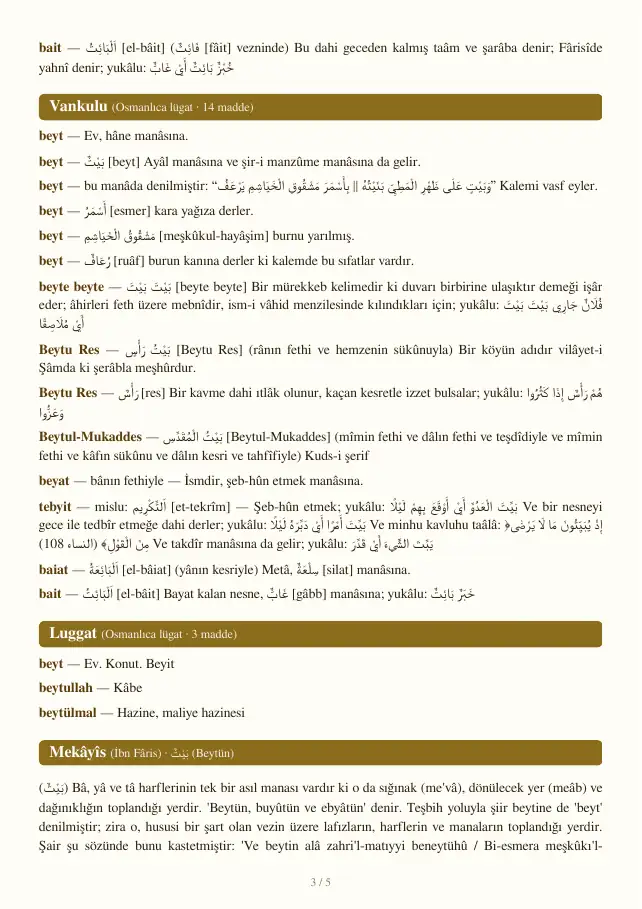 bait — اَلْبَائِتُ [el-bâit] (فَائِتٌ [fâit] vezninde) Bu dahi geceden kalmış taâm ve şarâba denir; Fârisîde
yahnî denir; yukâlu: خُبْزٌ بَائِتٌ أَيْ غَابٌّ
Vankulu (Osmanlıca lügat · 14 madde)
beyt — Ev, hâne manâsına.
beyt — بَيْتٌ [beyt] Ayâl manâsına ve şir-i manzûme manâsına da gelir.
beyt — bu manâda denilmiştir: “وَبَيْتٍ عَلَى ظَهْرِ الْمَطِيِّ بَنَيْتُهُ || بِأَسْمَرَ مَشْقُوقِ الْخَيَاشِمِ يَرْعَفُ” Kalemi vasf eyler.
beyt — أَسْمَرُ [esmer] kara yağıza derler.
beyt — مَشْقُوقُ الْخَيَاشِمِ [meşkûkul-hayâşim] burnu yarılmış.
beyt — رُعَافٌ [ruâf] burun kanına derler ki kalemde bu sıfatlar vardır.
beyte beyte — بَيْتَ بَيْتَ [beyte beyte] Bir mürekkeb kelimedir ki duvarı birbirine ulaşıktır demeği işâr
eder; âhirleri feth üzere mebnîdir, ism-i vâhid menzilesinde kılındıkları için; yukâlu: فُلَانٌ جَارِي بَيْتَ بَيْتَ
أَيْ مُلَاصِقًا
Beytu Res — بَيْتُ رَأْسٍ [Beytu Res] (rânın fethi ve hemzenin sükûnuyla) Bir köyün adıdır vilâyet-i
Şâmda ki şerâbla meşhûrdur.
Beytu Res — رَأْسٌ [res] Bir kavme dahi ıtlâk olunur, kaçan kesretle izzet bulsalar; yukâlu: هُمْ رَأْسٌ إِذَا كَثُرُوا
وَعَزُّوا
Beytul-Mukaddes — بَيْتُ الْمُقَدَّسِ [Beytul-Mukaddes] (mîmin fethi ve dâlın fethi ve teşdîdiyle ve mîmin
fethi ve kâfın sükûnu ve dâlın kesri ve tahfîfiyle) Kuds-i şerif
beyat — bânın fethiyle — İsmdir, şeb-hûn etmek manâsına.
tebyit — mislu: اَلتَّكْرِيم [et-tekrîm] — Şeb-hûn etmek; yukâlu: بَيَّتَ الْعَدُوَّ أَيْ أَوْقَعَ بِهِمْ لَيْلًا Ve bir nesneyi
gece ile tedbîr etmeğe dahi derler; yukâlu: بَيَّتَ أَمْرًا أَيْ دَبَّرَهُ لَيْلًا Ve minhu kavluhu taâlâ: ﴿إِذْ يُبَيِّتُونَ مَا لَا يَرْضَى
مِنَ الْقَوْلِ﴾ (النساء 108) Ve takdîr manâsına da gelir; yukâlu: يَيَّت الشَّيء أَيْ قَدَّرَ
baiat — اَلْبَائِعَةُ [el-bâiat] (yânın kesriyle) Metâ, سِلْعَةٌ [silat] manâsına.
bait — اَلْبَائِتُ [el-bâit] Bayat kalan nesne, غَابٌّ [gâbb] manâsına; yukâlu: خَبَرٌ بَائِتٌ
Luggat (Osmanlıca lügat · 3 madde)
beyt — Ev. Konut. Beyit
beytullah — Kâbe
beytülmal — Hazine, maliye hazinesi
Mekâyîs (İbn Fâris) · بَيْتٌ (Beytün)
(بَيْتٌ) Bâ, yâ ve tâ harflerinin tek bir asıl manası vardır ki o da sığınak (me'vâ), dönülecek yer (meâb) ve
dağınıklığın toplandığı yerdir. 'Beytün, buyûtün ve ebyâtün' denir. Teşbih yoluyla şiir beytine de 'beyt'
denilmiştir; zira o, hususi bir şart olan vezin üzere lafızların, harflerin ve manaların toplandığı yerdir.
Şair şu sözünde bunu kastetmiştir: 'Ve beytin alâ zahri'l-matıyyi beneytühû / Bi-esmera meşkûkı'l-
3 / 5